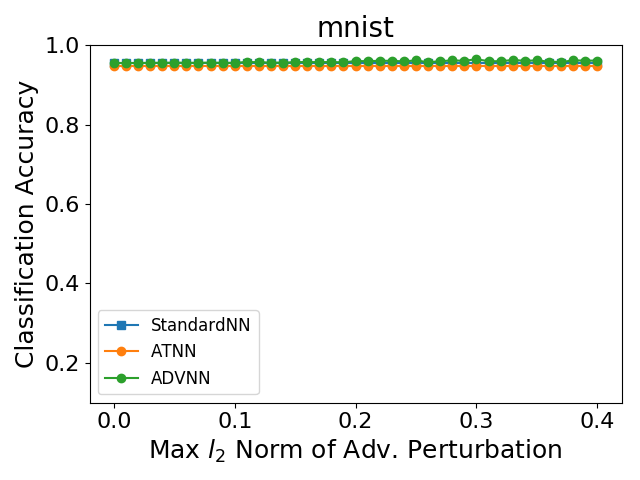 mnist
Classification Accuracy
1.0
0.8
0.6
0.4
0.2
StandardNN
ATNN
ADVNN
0.0 0.1 0.2 0.3 0.4
Max l₂ Norm of Adv. Perturbation